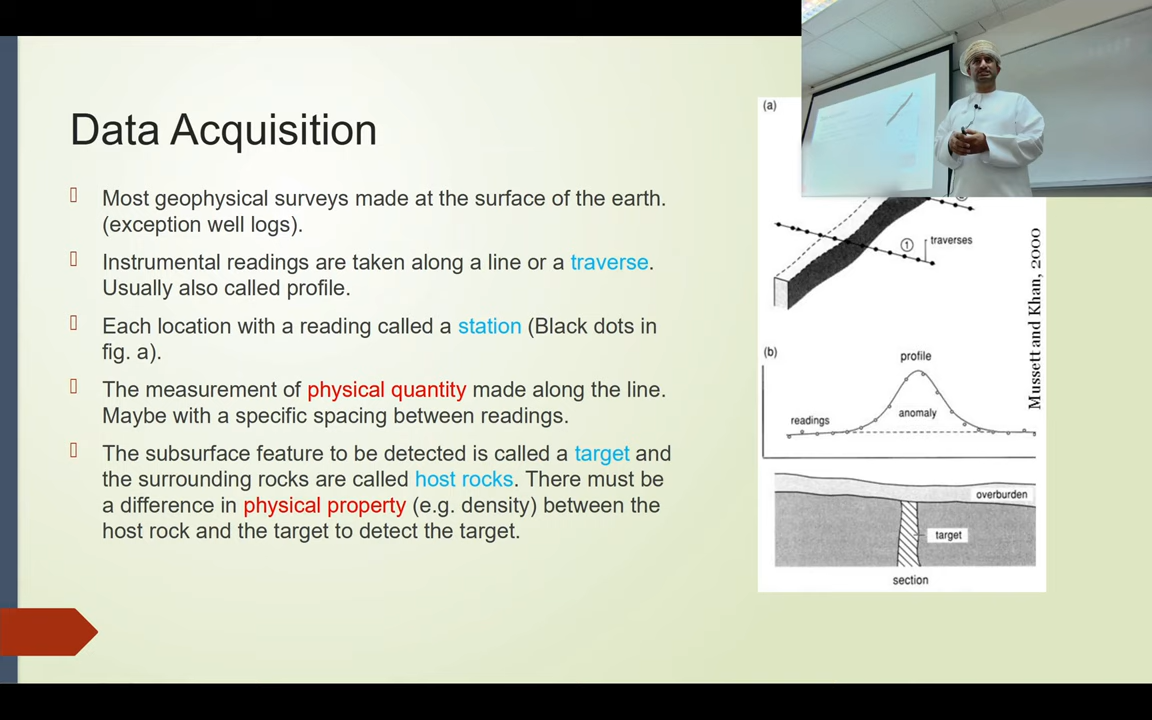 Data Acquisition
Most geophysical surveys made at the surface of the earth.
(exception well logs).
Instrumental readings are taken along a line or a traverse.
Usually also called profile.
Each location with a reading called a station (Black dots in
fig. a).
The measurement of physical quantity made along the line.
Maybe with a specific spacing between readings.
The subsurface feature to be detected is called a target and
the surrounding rocks are called host rocks. There must be
a difference in physical property (e.g. density) between the
host rock and the target to detect the target.
(a)
1
traverses
(b)
profile
readings
anomaly
overburden
target
section
Mussett and Khan, 2000